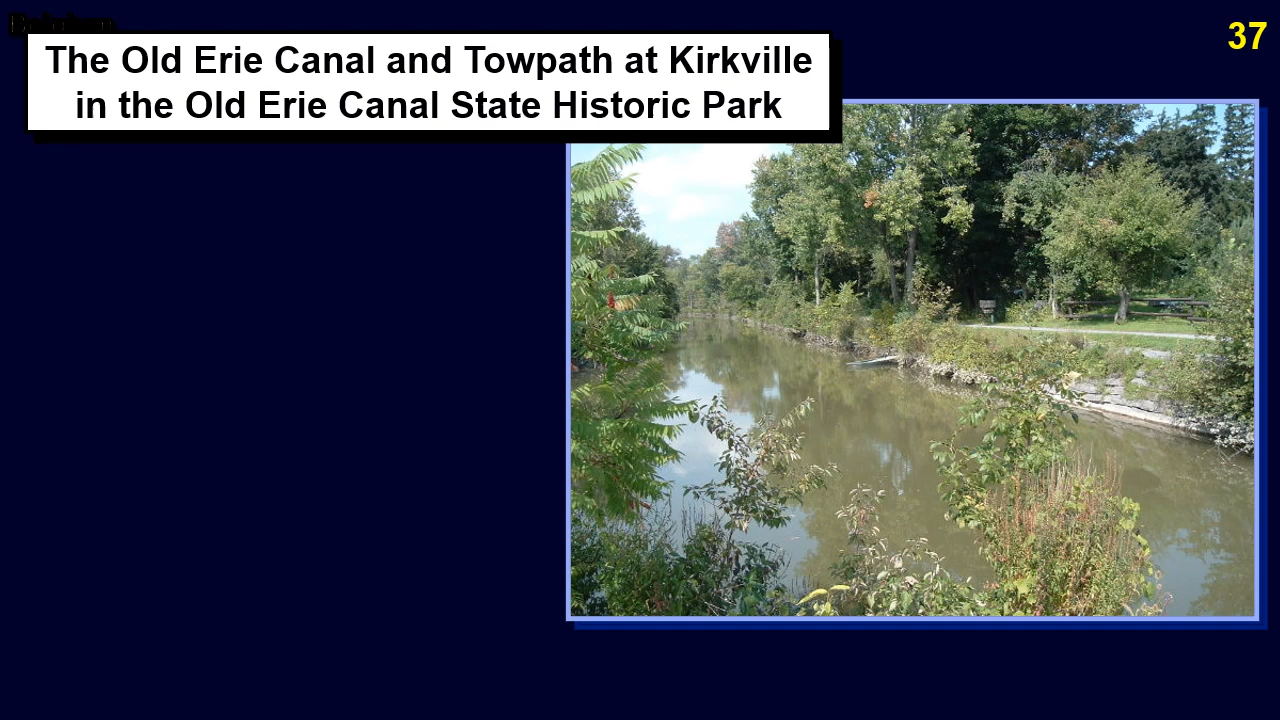 37
The Old Erie Canal and Towpath at Kirkville
in the Old Erie Canal State Historic Park